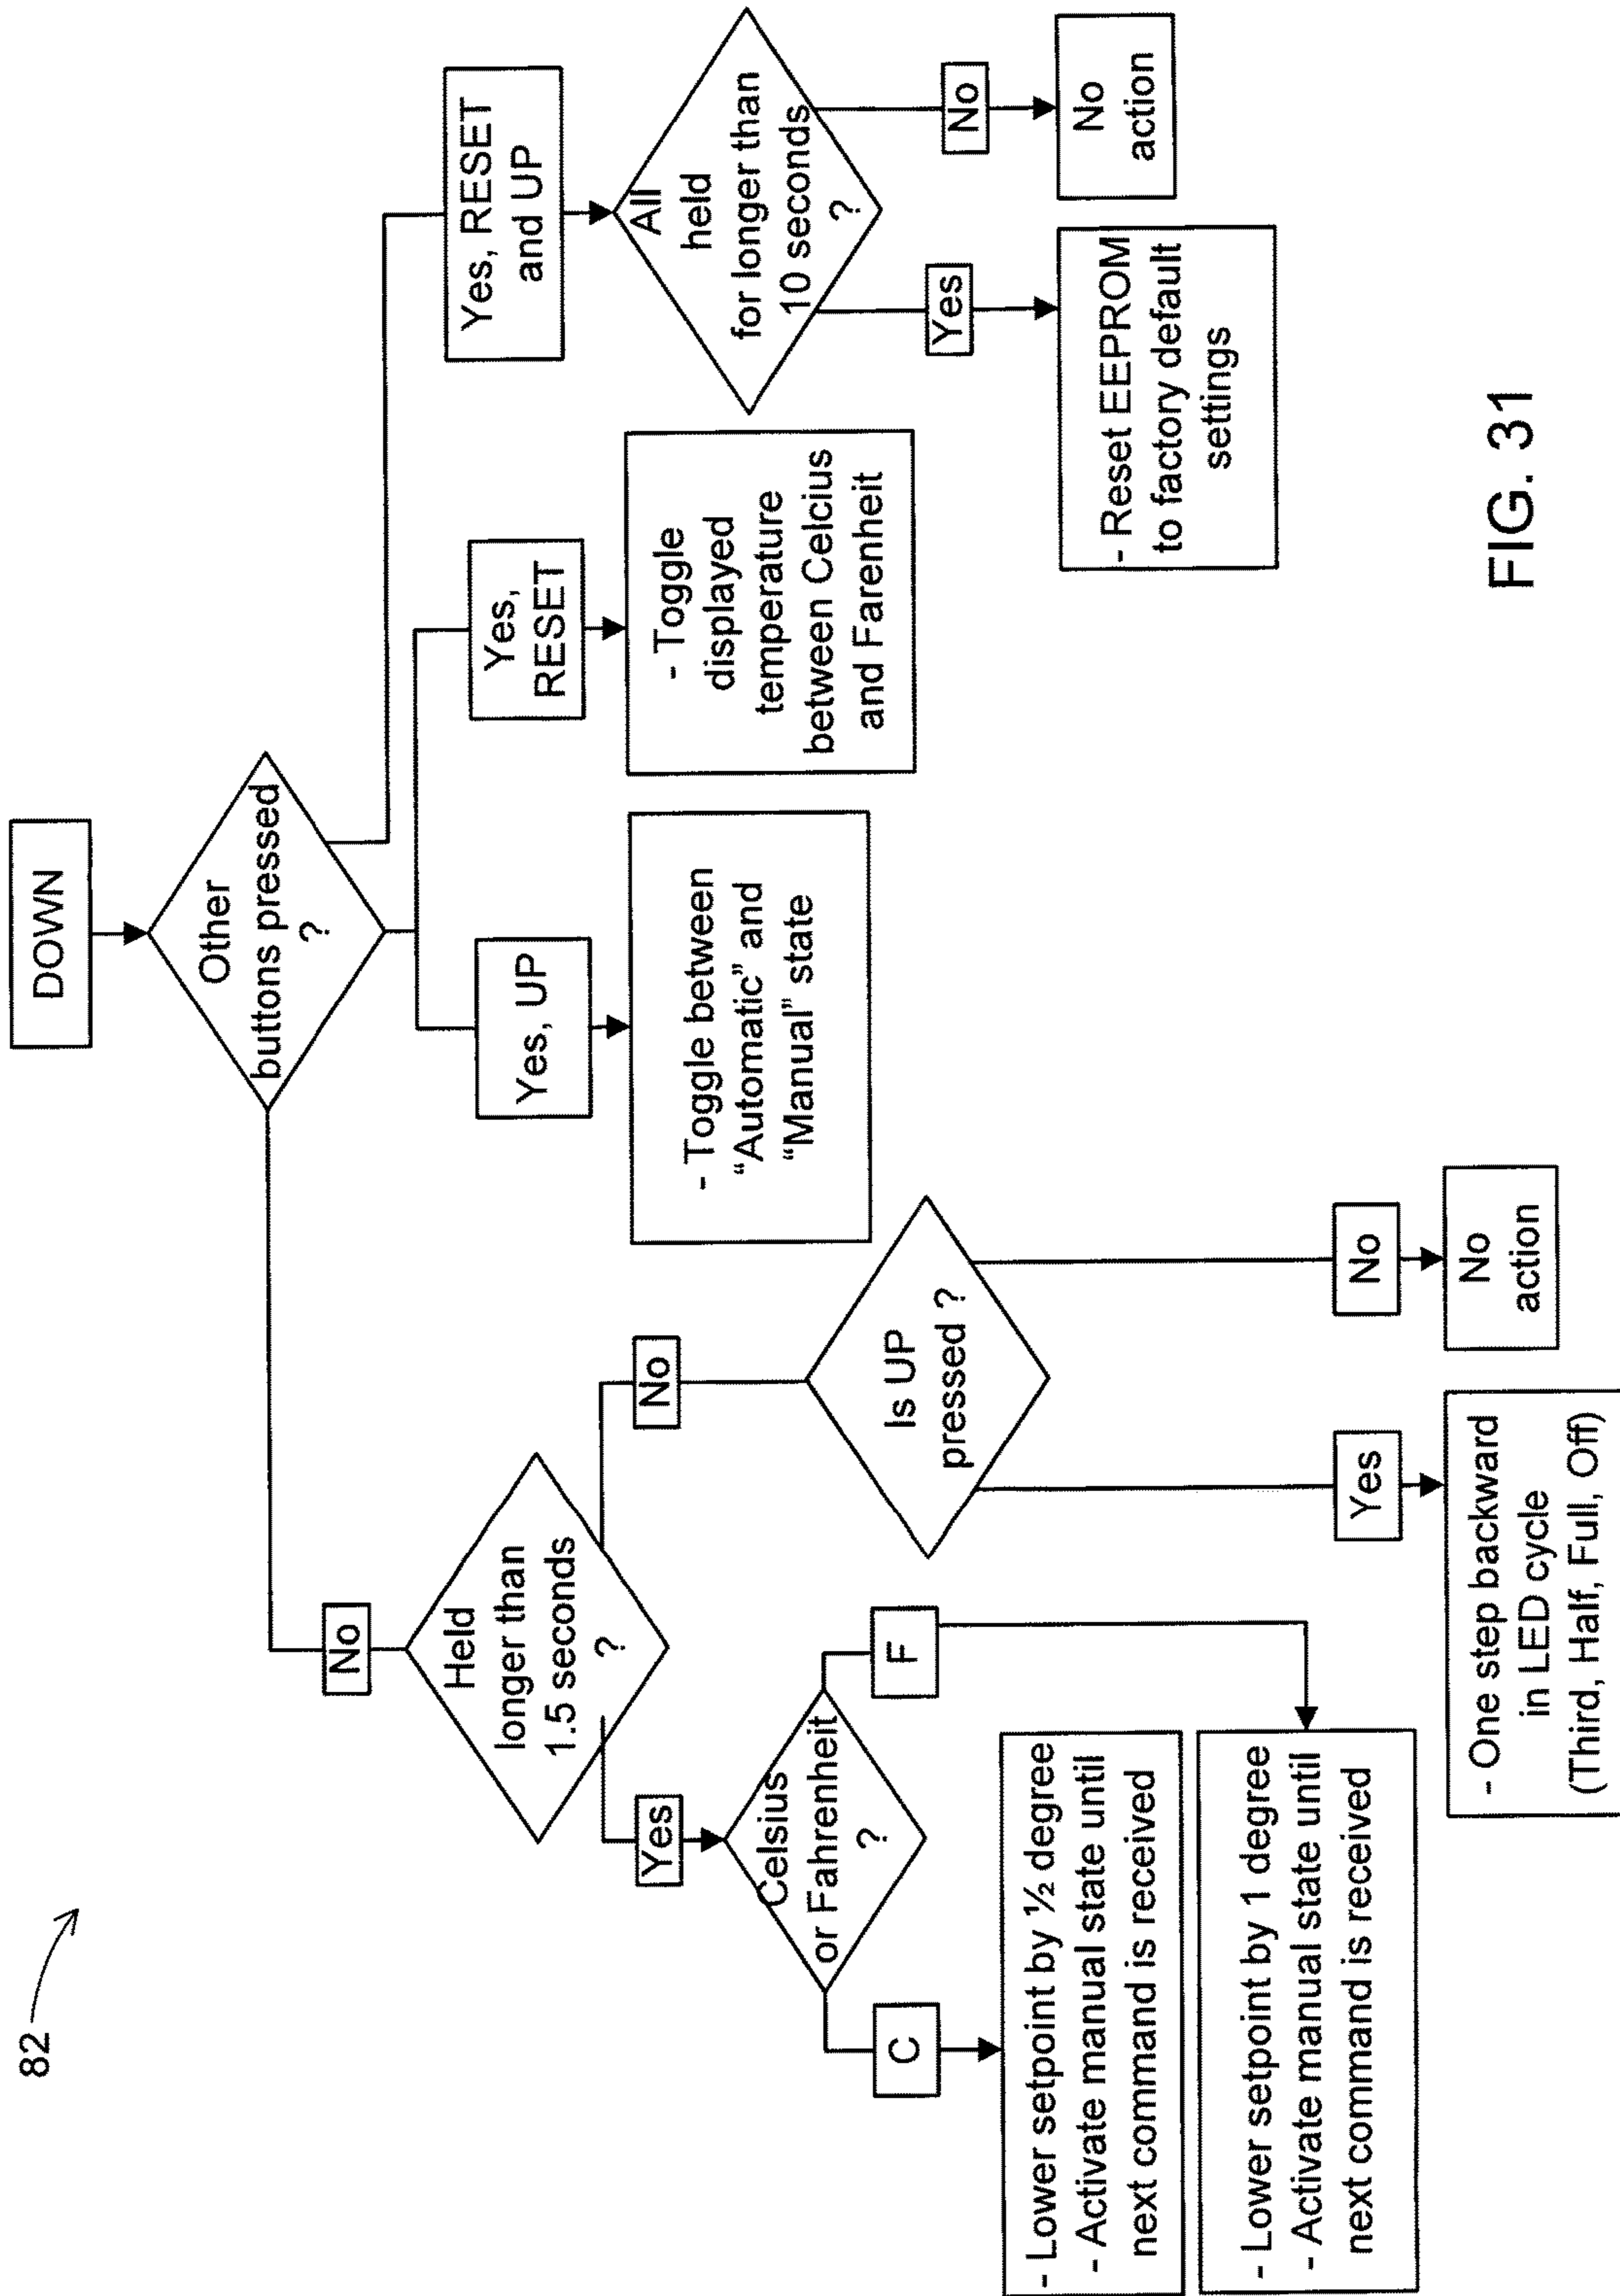 82
DOWN
Other
buttons pressed
?
No
Held
longer than
1.5 seconds
?
Yes
Celsius
or Fahrenheit
?
C
F
- Lower setpoint by ½ degree
- Activate manual state until
next command is received
- Lower setpoint by 1 degree
- Activate manual state until
next command is received
No
Is UP
pressed ?
Yes
- One step backward
in LED cycle
(Third, Half, Full, Off)
No
No
action
Yes, UP
- Toggle between
“Automatic” and
“Manual” state
Yes,
RESET
- Toggle
displayed
temperature
between Celcius
and Farenheit
Yes, RESET
and UP
All
held
for longer than
10 seconds
?
Yes
- Reset EEPROM
to factory default
settings
No
No
action
FIG. 31